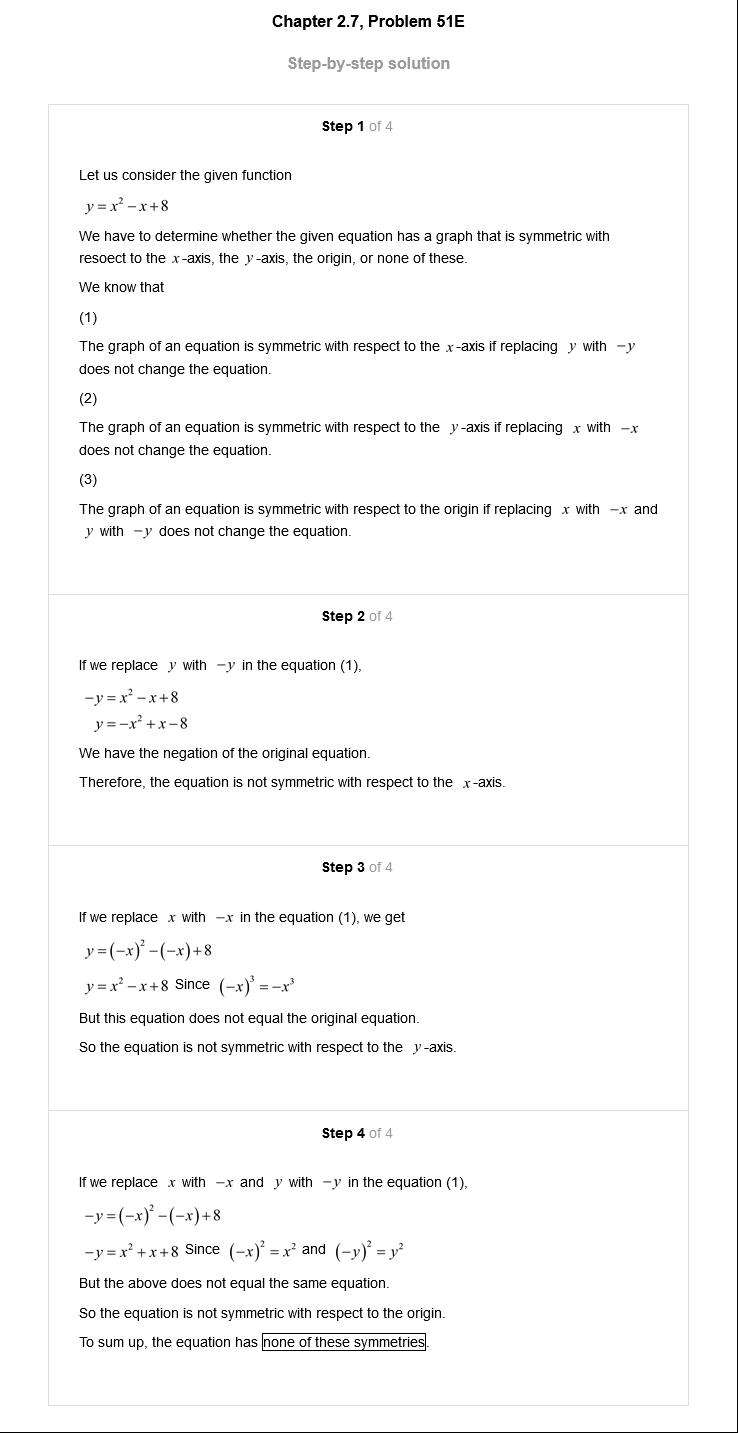 Chapter 2.7, Problem 51E
Step-by-step solution
Step 1 of 4
Let us consider the given function
y = x² − x + 8
We have to determine whether the given equation has a graph that is symmetric with
resoect to the x-axis, the y-axis, the origin, or none of these.
We know that
(1)
The graph of an equation is symmetric with respect to the x-axis if replacing y with −y
does not change the equation.
(2)
The graph of an equation is symmetric with respect to the y-axis if replacing x with −x
does not change the equation.
(3)
The graph of an equation is symmetric with respect to the origin if replacing x with −x and
y with −y does not change the equation.
Step 2 of 4
If we replace y with −y in the equation (1),
−y = x² − x + 8
y = −x² + x − 8
We have the negation of the original equation.
Therefore, the equation is not symmetric with respect to the x-axis.
Step 3 of 4
If we replace x with −x in the equation (1), we get
y = (−x)² − (−x) + 8
y = x² − x + 8 Since (−x)³ = −x³
But this equation does not equal the original equation.
So the equation is not symmetric with respect to the y-axis.
Step 4 of 4
If we replace x with −x and y with −y in the equation (1),
−y = (−x)² − (−x) + 8
−y = x² + x + 8 Since (−x)² = x² and (−y)² = y²
But the above does not equal the same equation.
So the equation is not symmetric with respect to the origin.
To sum up, the equation has none of these symmetries.